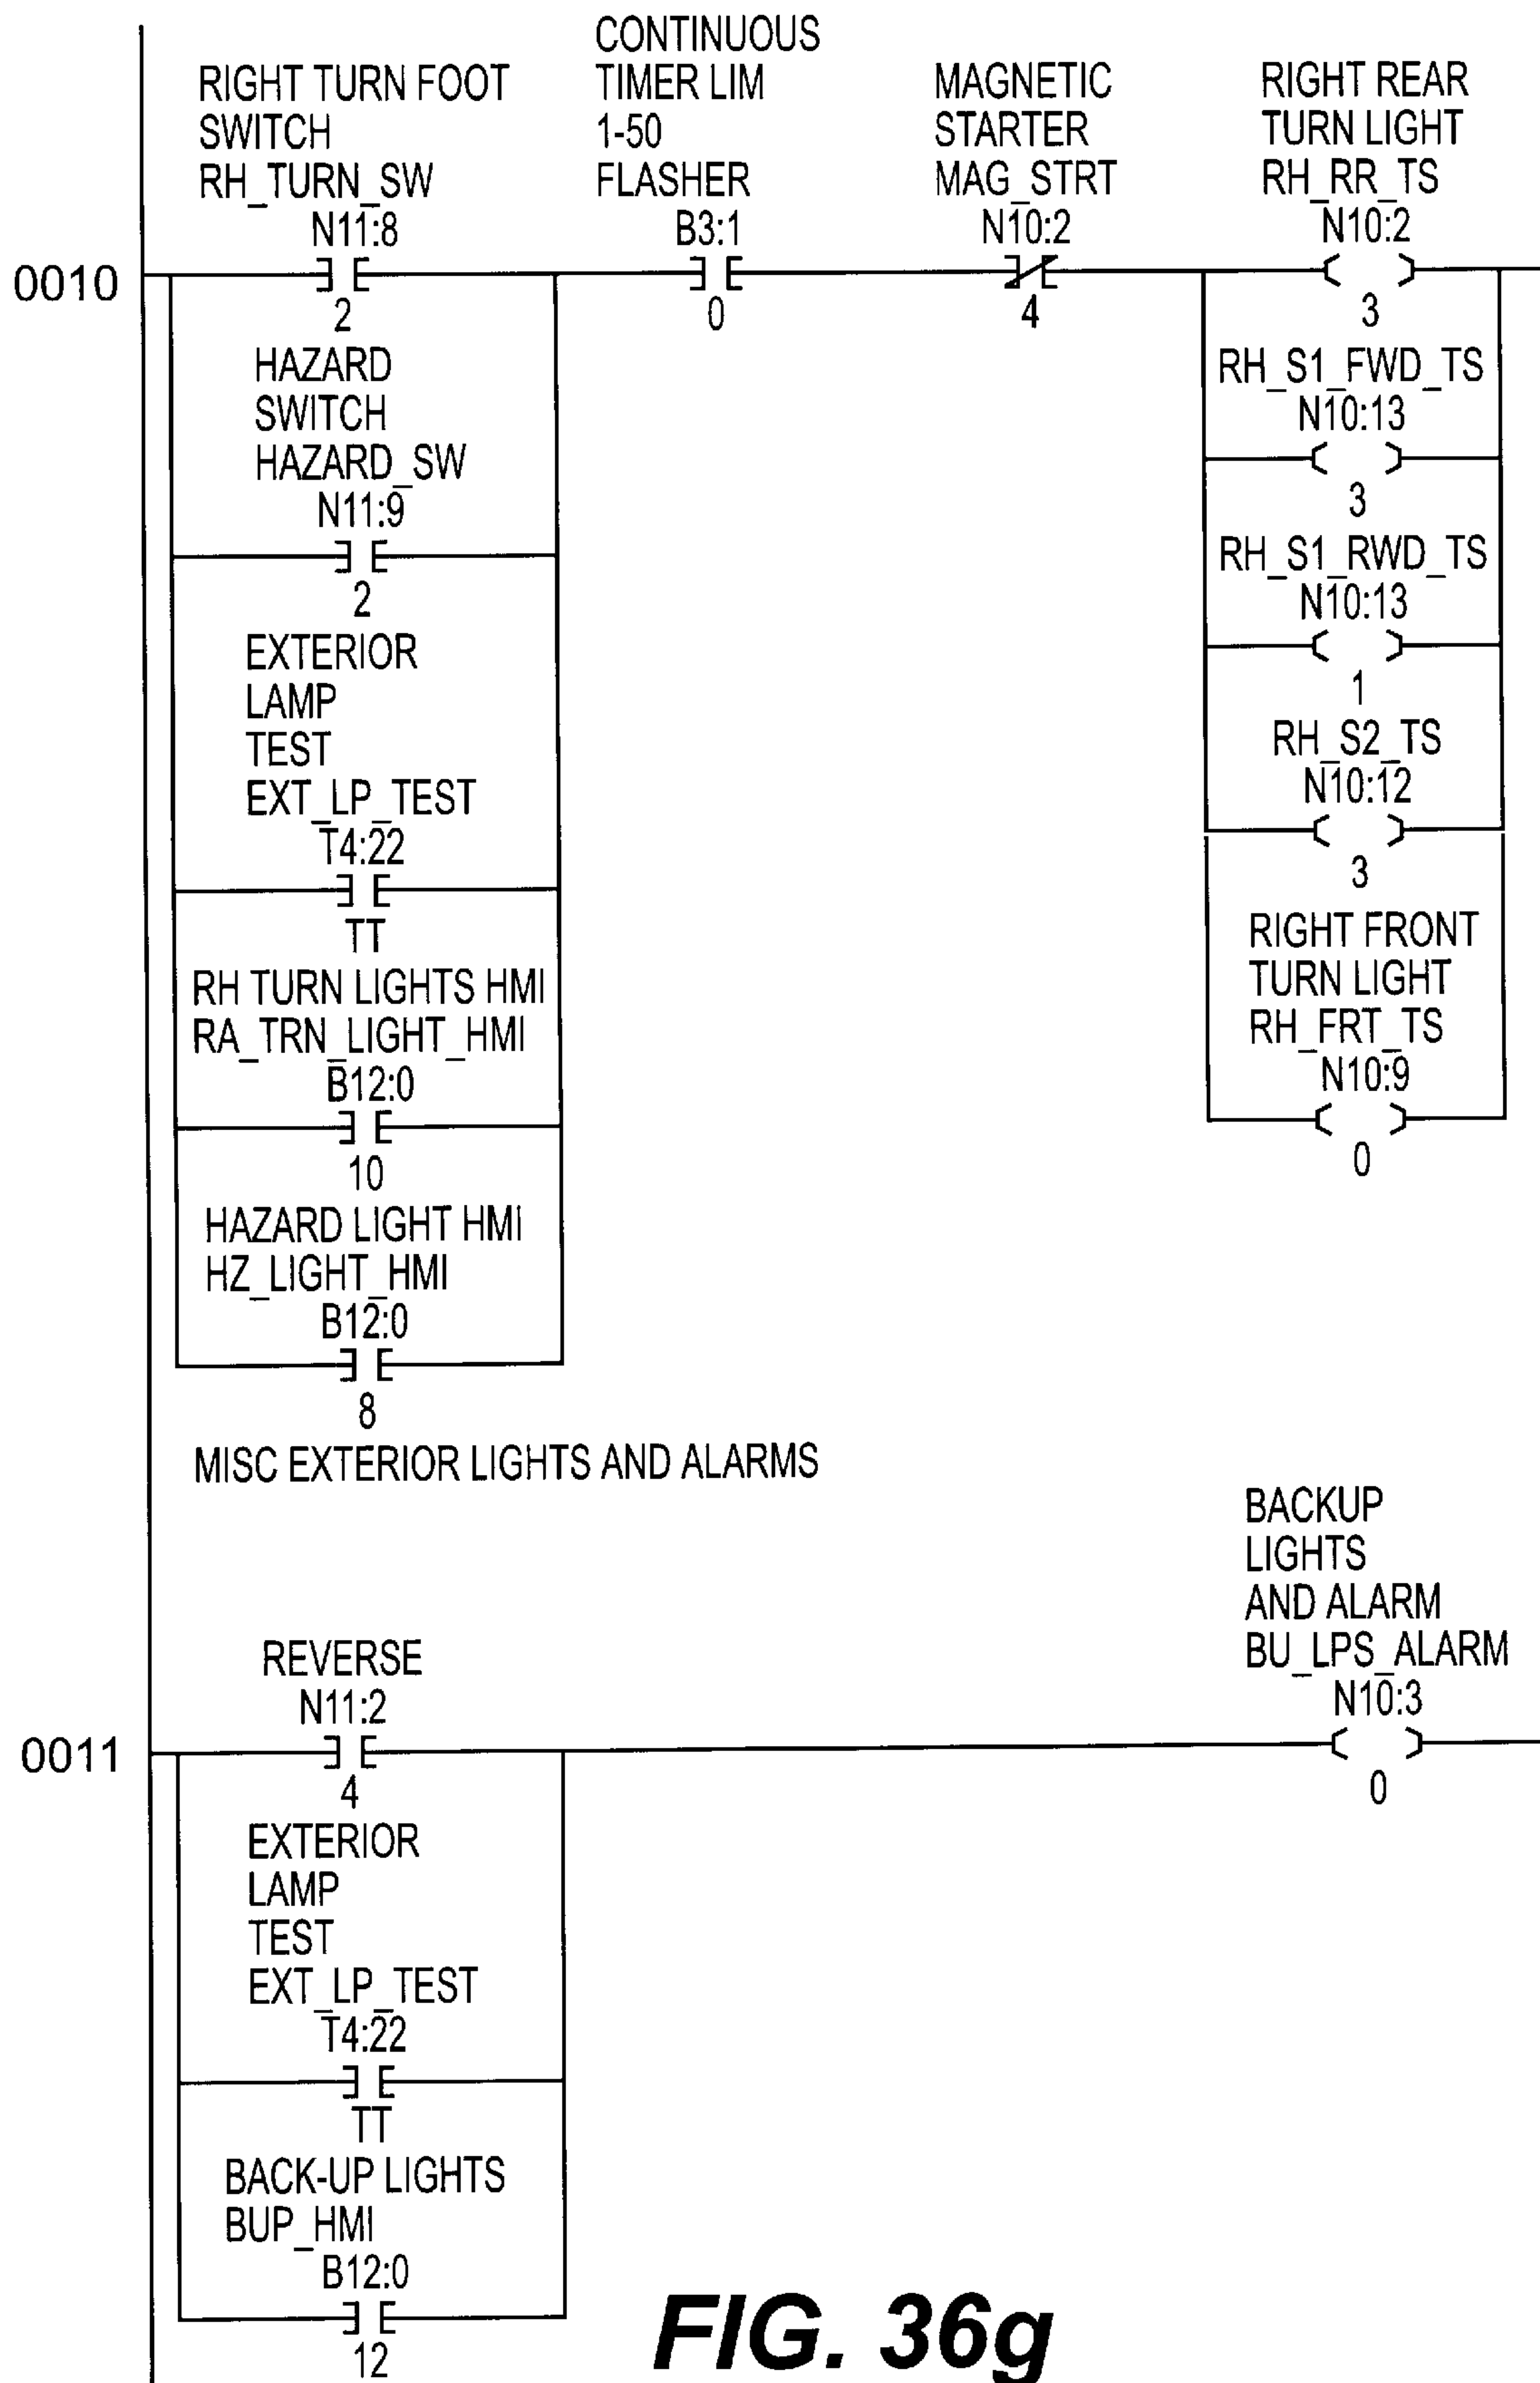 RIGHT TURN FOOT
SWITCH
RH_TURN_SW
N11:8
2
CONTINUOUS
TIMER LIM
1-50
FLASHER
B3:1
0
MAGNETIC
STARTER
MAG_STRT
N10:2
4
RIGHT REAR
TURN LIGHT
RH_RR_TS
N10:2
3
0010
HAZARD
SWITCH
HAZARD_SW
N11:9
2
EXTERIOR
LAMP
TEST
EXT_LP_TEST
T4:22
TT
RH TURN LIGHTS HMI
RA_TRN_LIGHT_HMI
B12:0
10
HAZARD LIGHT HMI
HZ_LIGHT_HMI
B12:0
8
RH_S1_FWD_TS
N10:13
3
RH_S1_RWD_TS
N10:13
1
RH_S2_TS
N10:12
3
RIGHT FRONT
TURN LIGHT
RH_FRT_TS
N10:9
0
MISC EXTERIOR LIGHTS AND ALARMS
REVERSE
N11:2
4
BACKUP
LIGHTS
AND ALARM
BU_LPS_ALARM
N10:3
0
0011
EXTERIOR
LAMP
TEST
EXT_LP_TEST
T4:22
TT
BACK-UP LIGHTS
BUP_HMI
B12:0
12
FIG. 36g